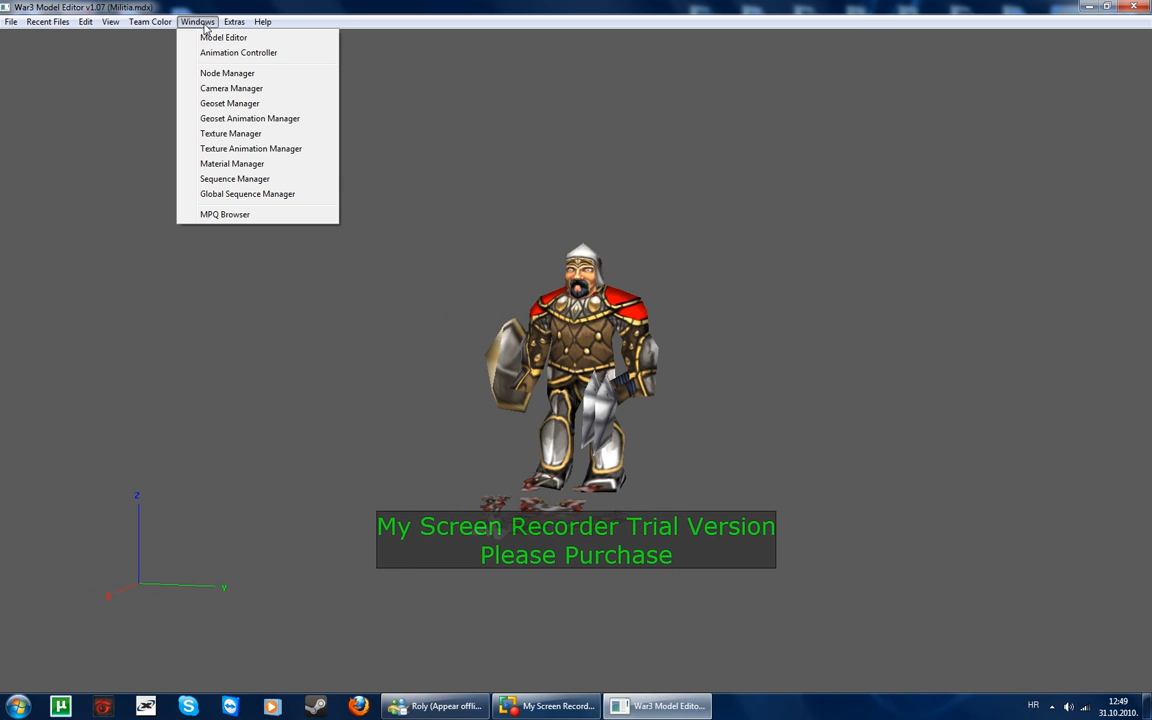 War3 Model Editor v1.07 (Militia.mdx)
File Recent Files Edit View Team Color Windows Extras Help
Model Editor
Animation Controller
Node Manager
Camera Manager
Geoset Manager
Geoset Animation Manager
Texture Manager
Texture Animation Manager
Material Manager
Sequence Manager
Global Sequence Manager
MPQ Browser
Z
X
Y
My Screen Recorder Trial Version
Please Purchase
Roly (Appear offli...
My Screen Record...
War3 Model Edito...
HR
12:49
31.10.2010.